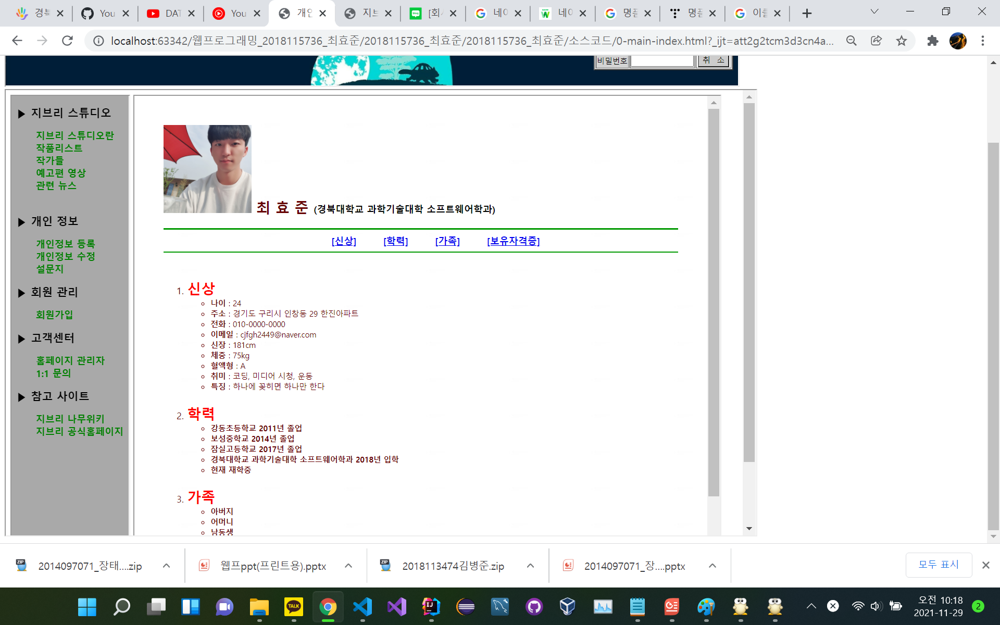 경북
You
DAT
You
개인
지브
[회사
네이
네이
명품
명품
이클
localhost:63342/웹프로그래밍_2018115736_최효준/2018115736_최효준/2018115736_최효준/소스코드/0-main-index.html?_ijt=att2g2tcm3d3cn4a...
비밀번호
취 소
▶ 지브리 스튜디오
지브리 스튜디오란
작품리스트
작가들
예고편 영상
관련 뉴스
▶ 개인 정보
개인정보 등록
개인정보 수정
설문지
▶ 회원 관리
회원가입
▶ 고객센터
홈페이지 관리자
1:1 문의
▶ 참고 사이트
지브리 나무위키
지브리 공식홈페이지
최 효 준 (경북대학교 과학기술대학 소프트웨어학과)
[신상] [학력] [가족] [보유자격증]
1. 신상
나이 : 24
주소 : 경기도 구리시 인창동 29 한진아파트
전화 : 010-0000-0000
이메일 : cjfgh2449@naver.com
신장 : 181cm
체중 : 75kg
혈액형 : A
취미 : 코딩, 미디어 시청, 운동
특징 : 하나에 꽂히면 하나만 한다
2. 학력
강동초등학교 2011년 졸업
보성중학교 2014년 졸업
잠실고등학교 2017년 졸업
경북대학교 과학기술대학 소프트웨어학과 2018년 입학
현재 재학중
3. 가족
아버지
어머니
남동생
2014097071_장태....zip
웹프ppt(프린트용).pptx
2018113474김병준.zip
2014097071_장....pptx
모두 표시
오전 10:18
2021-11-29
2